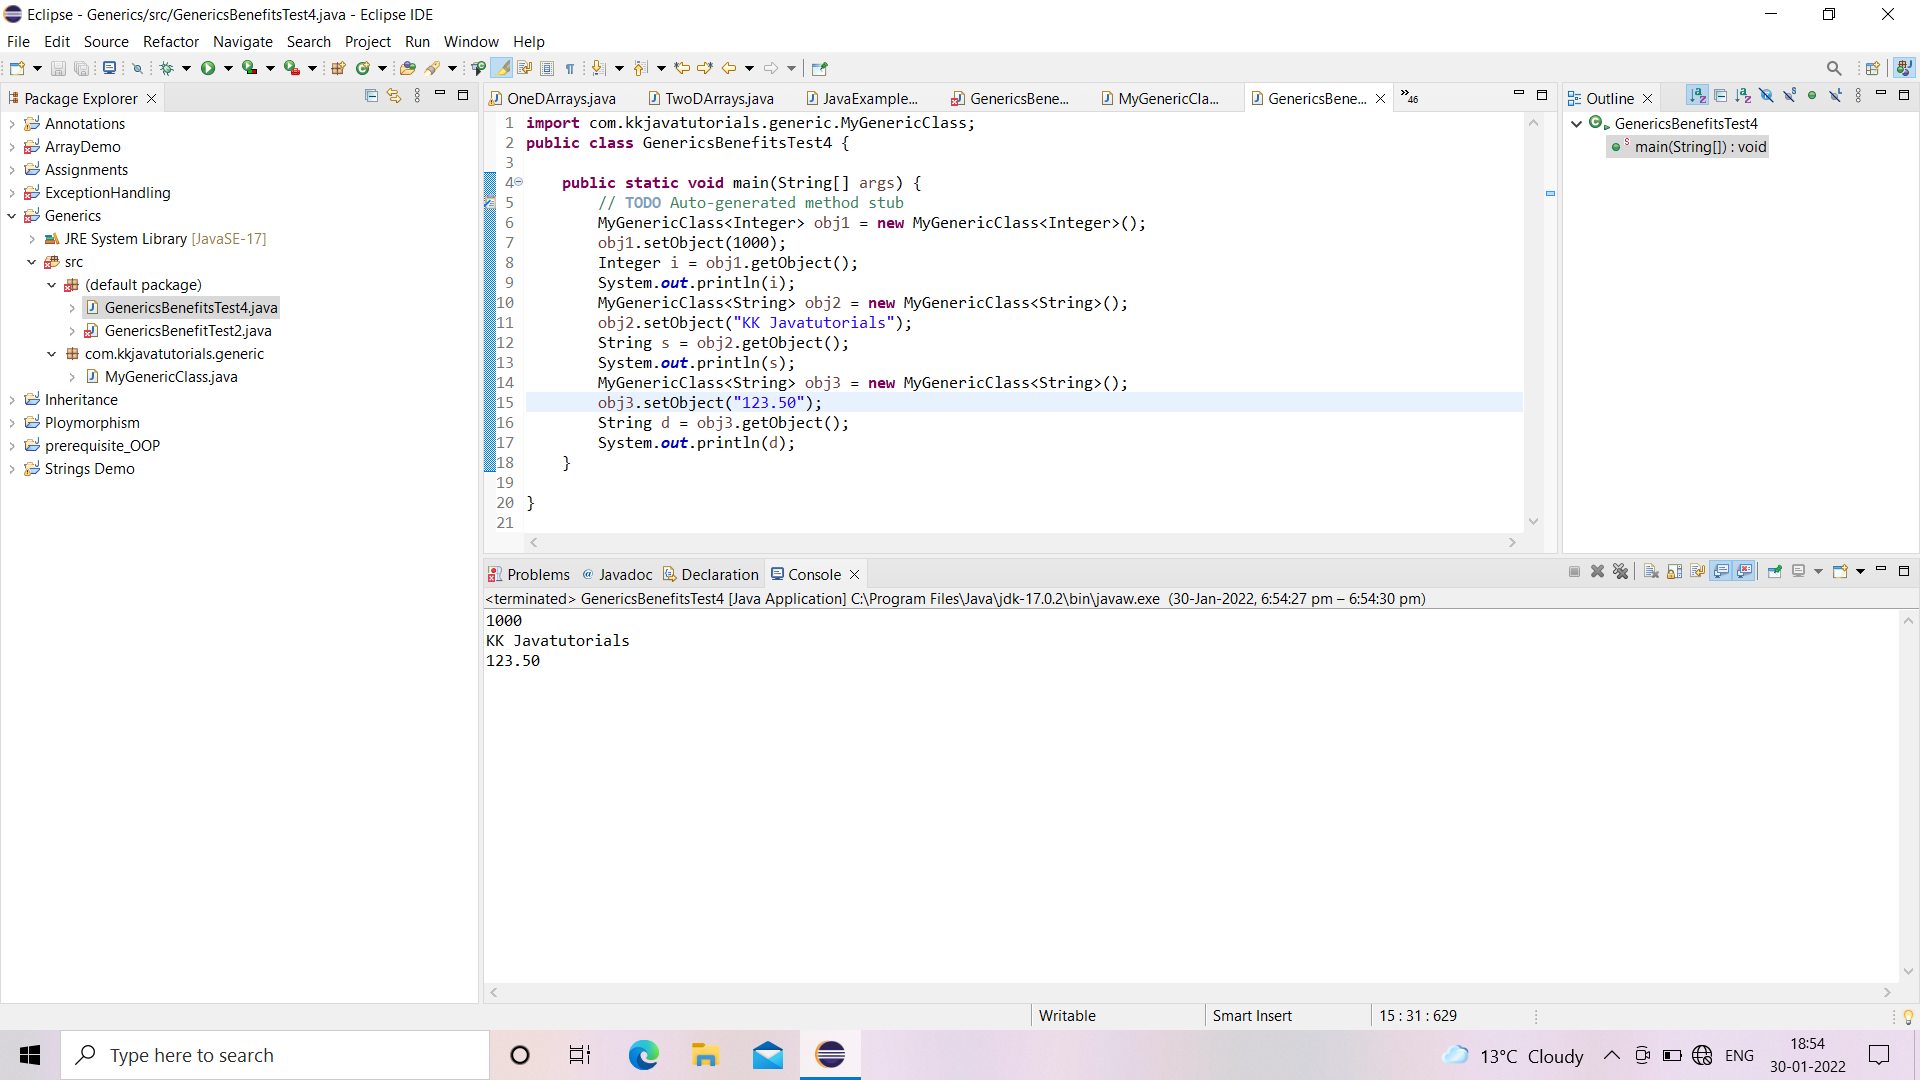 Eclipse - Generics/src/GenericsBenefitsTest4.java - Eclipse IDE
File Edit Source Refactor Navigate Search Project Run Window Help
Package Explorer
Annotations
ArrayDemo
Assignments
ExceptionHandling
Generics
JRE System Library [JavaSE-17]
src
(default package)
GenericsBenefitsTest4.java
GenericsBenefitTest2.java
com.kkjavatutorials.generic
MyGenericClass.java
Inheritance
Ploymorphism
prerequisite_OOP
Strings Demo
OneDArrays.java TwoDArrays.java JavaExample... GenericsBene... MyGenericCla... GenericsBene... »46
1 import com.kkjavatutorials.generic.MyGenericClass;
2 public class GenericsBenefitsTest4 {
3
4 public static void main(String[] args) {
5 // TODO Auto-generated method stub
6 MyGenericClass<Integer> obj1 = new MyGenericClass<Integer>();
7 obj1.setObject(1000);
8 Integer i = obj1.getObject();
9 System.out.println(i);
10 MyGenericClass<String> obj2 = new MyGenericClass<String>();
11 obj2.setObject("KK Javatutorials");
12 String s = obj2.getObject();
13 System.out.println(s);
14 MyGenericClass<String> obj3 = new MyGenericClass<String>();
15 obj3.setObject("123.50");
16 String d = obj3.getObject();
17 System.out.println(d);
18 }
19
20 }
21
Outline
GenericsBenefitsTest4
main(String[]) : void
Problems @ Javadoc Declaration Console
<terminated> GenericsBenefitsTest4 [Java Application] C:\Program Files\Java\jdk-17.0.2\bin\javaw.exe (30-Jan-2022, 6:54:27 pm – 6:54:30 pm)
1000
KK Javatutorials
123.50
Writable Smart Insert 15 : 31 : 629
Type here to search
13°C Cloudy ENG
18:54
30-01-2022